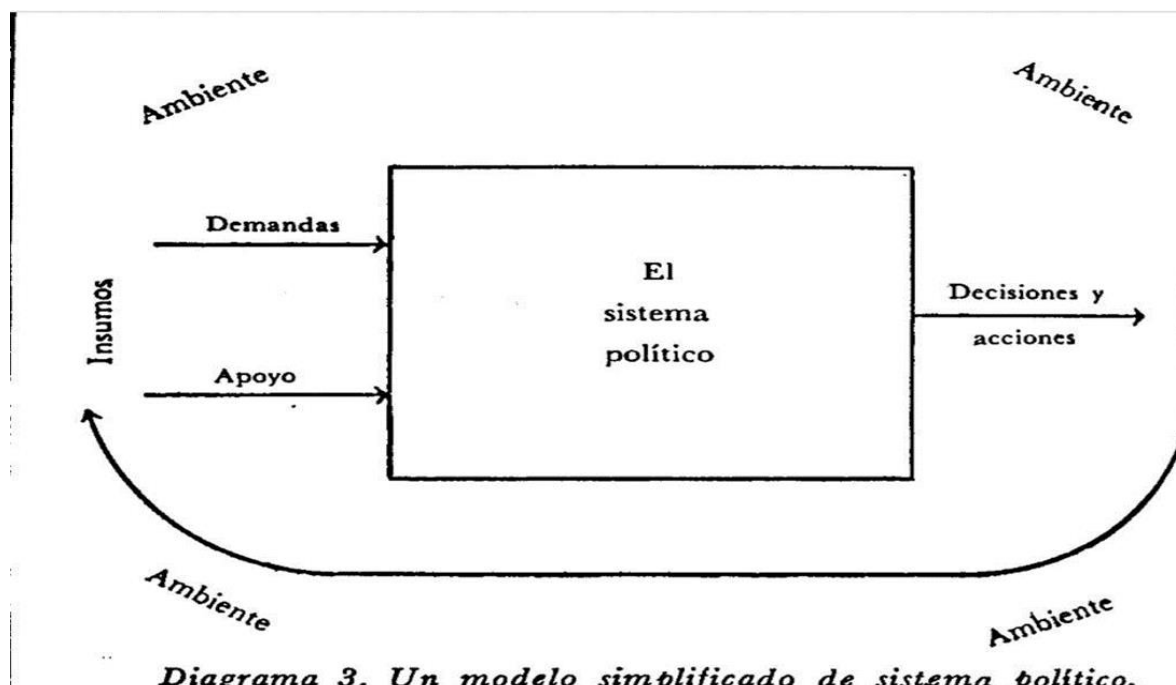 Ambiente
Ambiente
Demandas
El
sistema
político
Decisiones y
acciones
Insumos
Apoyo
Ambiente
Ambiente
Diagrama 3. Un modelo simplificado de sistema político.